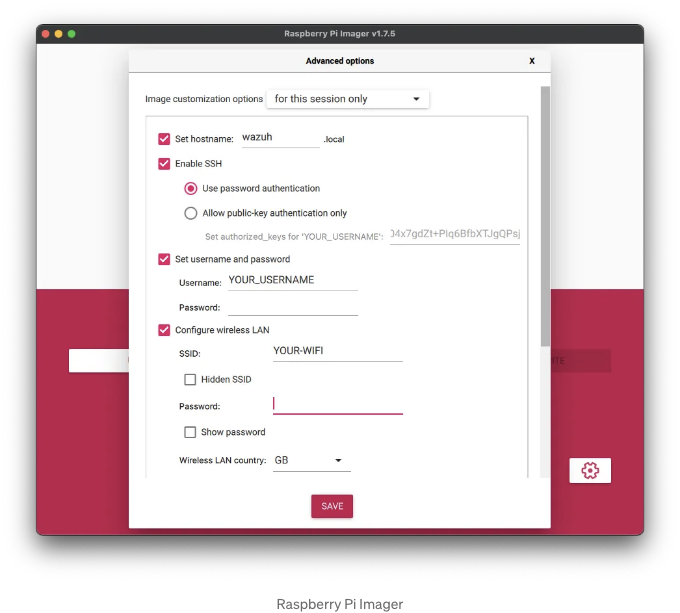 Raspberry Pi Imager v1.7.5
Advanced options X
Image customization options for this session only
Set hostname: wazuh .local
Enable SSH
Use password authentication
Allow public-key authentication only
Set authorized_keys for 'YOUR_USERNAME':
Set username and password
Username: YOUR_USERNAME
Password:
Configure wireless LAN
SSID: YOUR-WIFI
Hidden SSID
Password:
Show password
Wireless LAN country: GB
SAVE
Raspberry Pi Imager